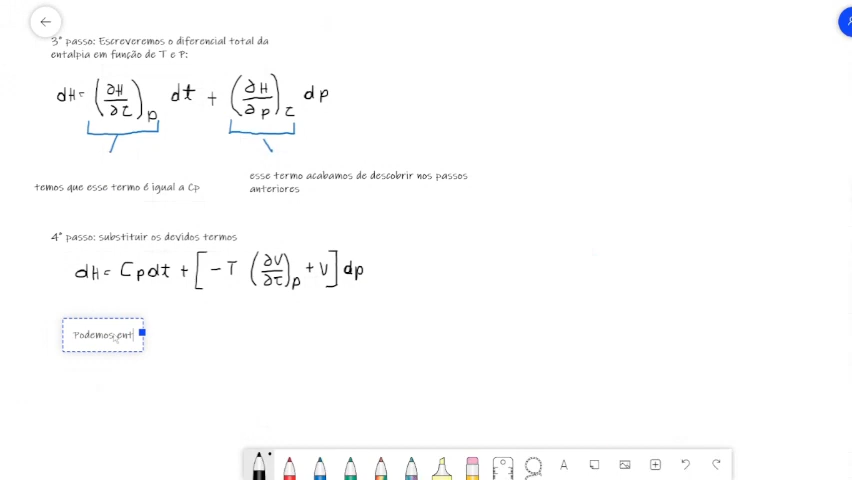 3° passo: Escreveremos o diferencial total da
entalpia em função de T e P:
dH = (∂H/∂τ)p dt + (∂H/∂p)τ dp
temos que esse termo é igual a Cp
esse termo acabamos de descobrir nos passos
anteriores
4° passo: substituir os devidos termos
dH = Cp dt + [-T (∂V/∂τ)p + V] dp
Podemos ent
A